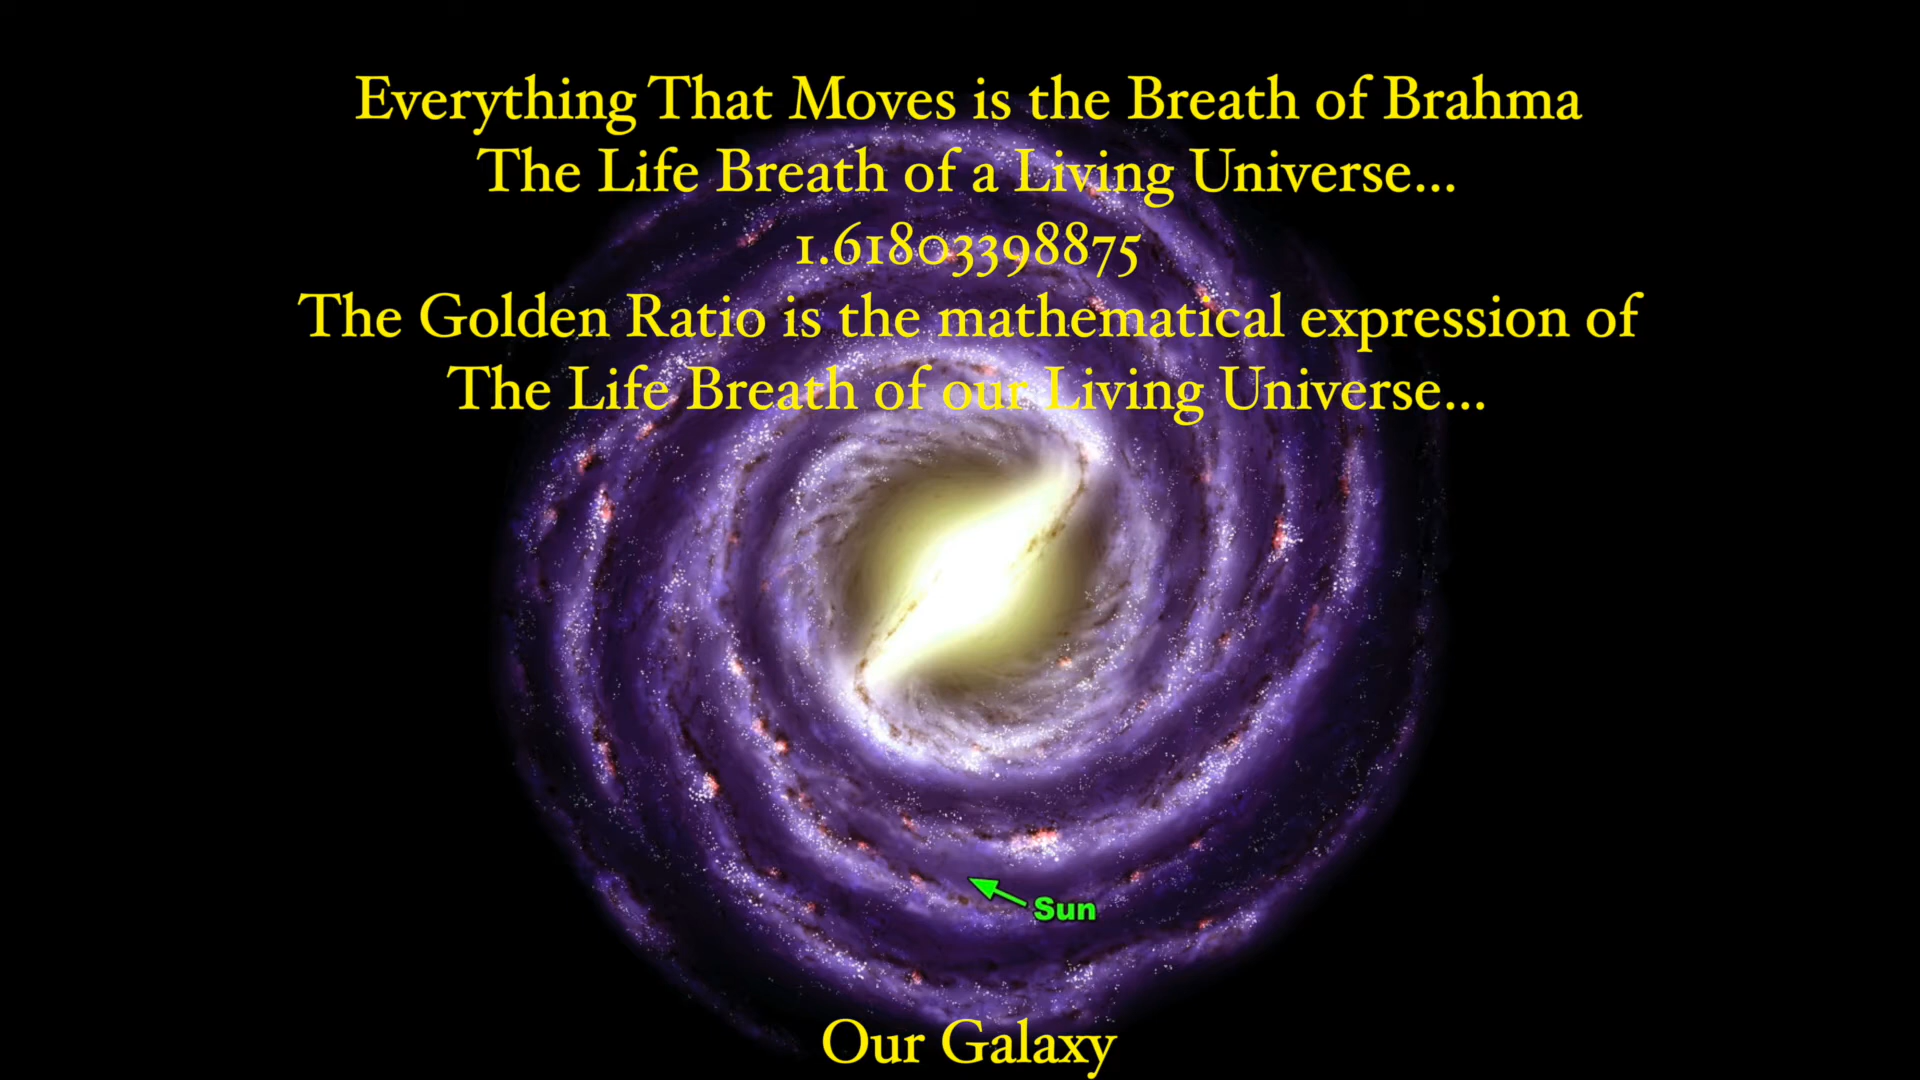 Everything That Moves is the Breath of Brahma
The Life Breath of a Living Universe...
1.61803398875
The Golden Ratio is the mathematical expression of
The Life Breath of our Living Universe...
Sun
Our Galaxy